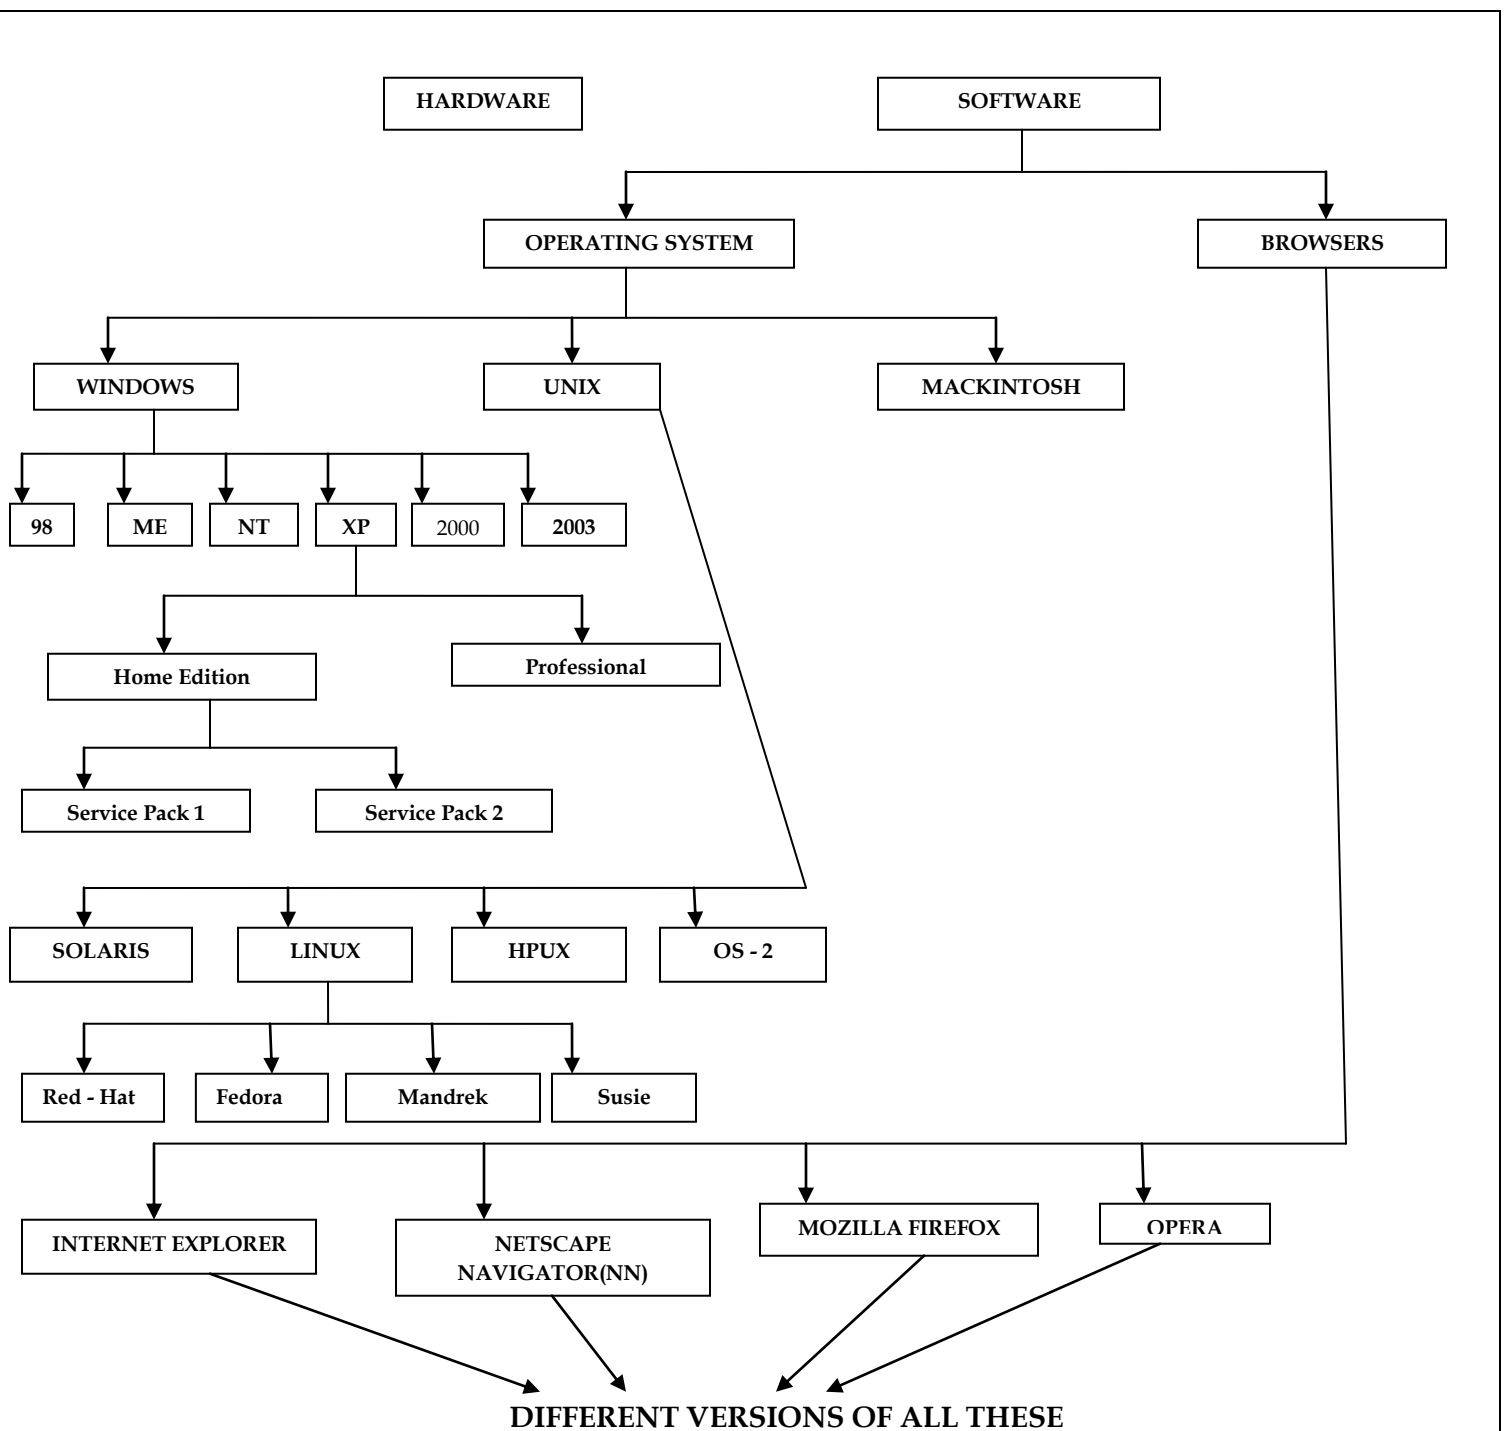 HARDWARE
SOFTWARE
OPERATING SYSTEM
BROWSERS
WINDOWS
UNIX
MACKINTOSH
98
ME
NT
XP
2000
2003
Home Edition
Professional
Service Pack 1
Service Pack 2
SOLARIS
LINUX
HPUX
OS - 2
Red - Hat
Fedora
Mandrek
Susie
INTERNET EXPLORER
NETSCAPE
NAVIGATOR(NN)
MOZILLA FIREFOX
OPERA
DIFFERENT VERSIONS OF ALL THESE